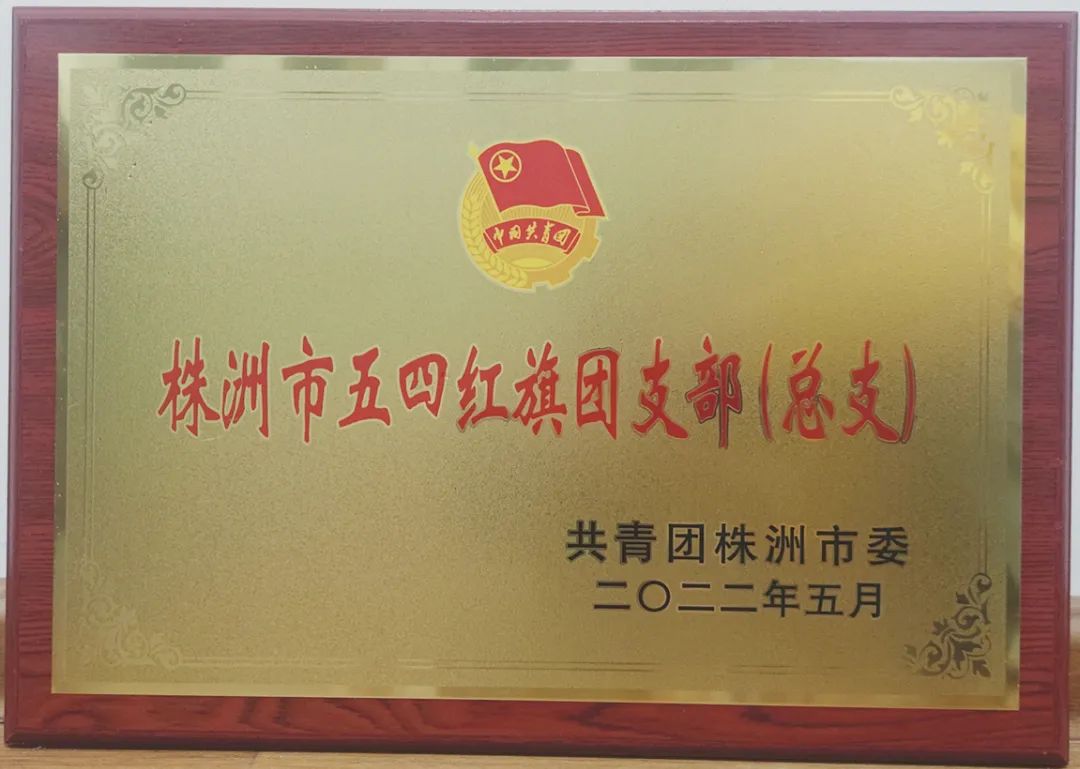 中国共青团
株洲市五四红旗团支部(总支)
共青团株洲市委
二〇二二年五月